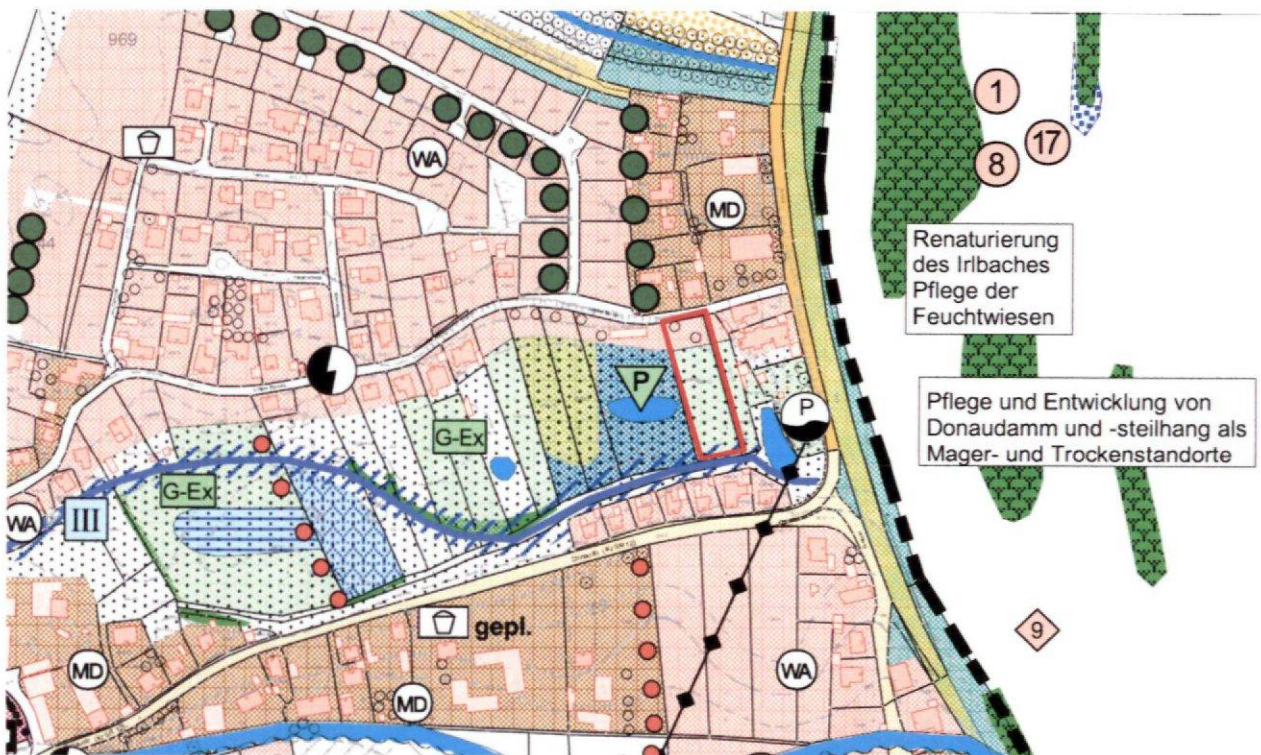 969
1
17
8
WA
MD
Renaturierung
des Irlbaches
Pflege der
Feuchtwiesen
P
Pflege und Entwicklung von
Donaudamm und -steilhang als
Mager- und Trockenstandorte
P
G-Ex
G-Ex
WA
III
gepl.
9
MD
WA
MD